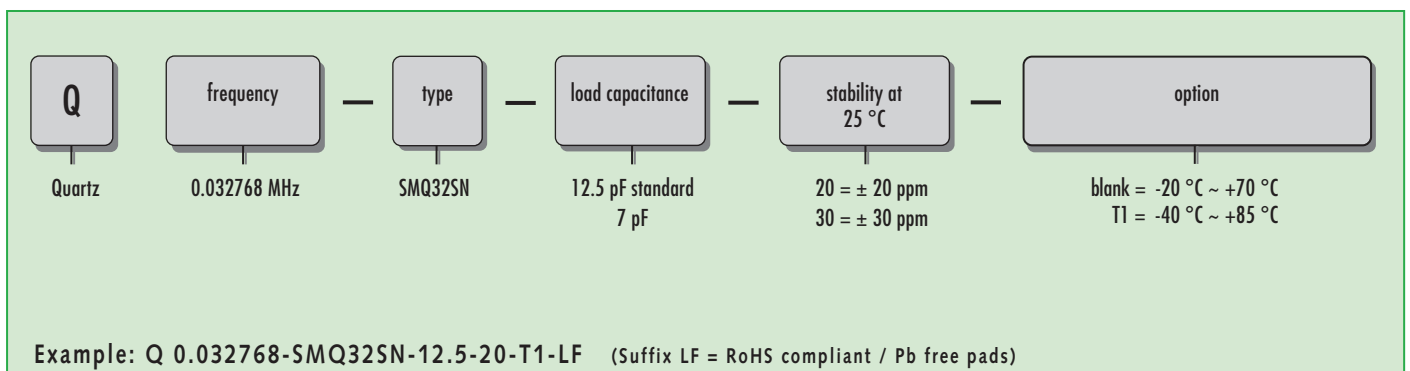 Q
frequency
—
type
—
load capacitance
—
stability at
25 °C
—
option
Quartz
0.032768 MHz
SMQ32SN
12.5 pF standard
7 pF
20 = ± 20 ppm
30 = ± 30 ppm
blank = -20 °C ~ +70 °C
T1 = -40 °C ~ +85 °C
Example: Q 0.032768-SMQ32SN-12.5-20-T1-LF (Suffix LF = RoHS compliant / Pb free pads)